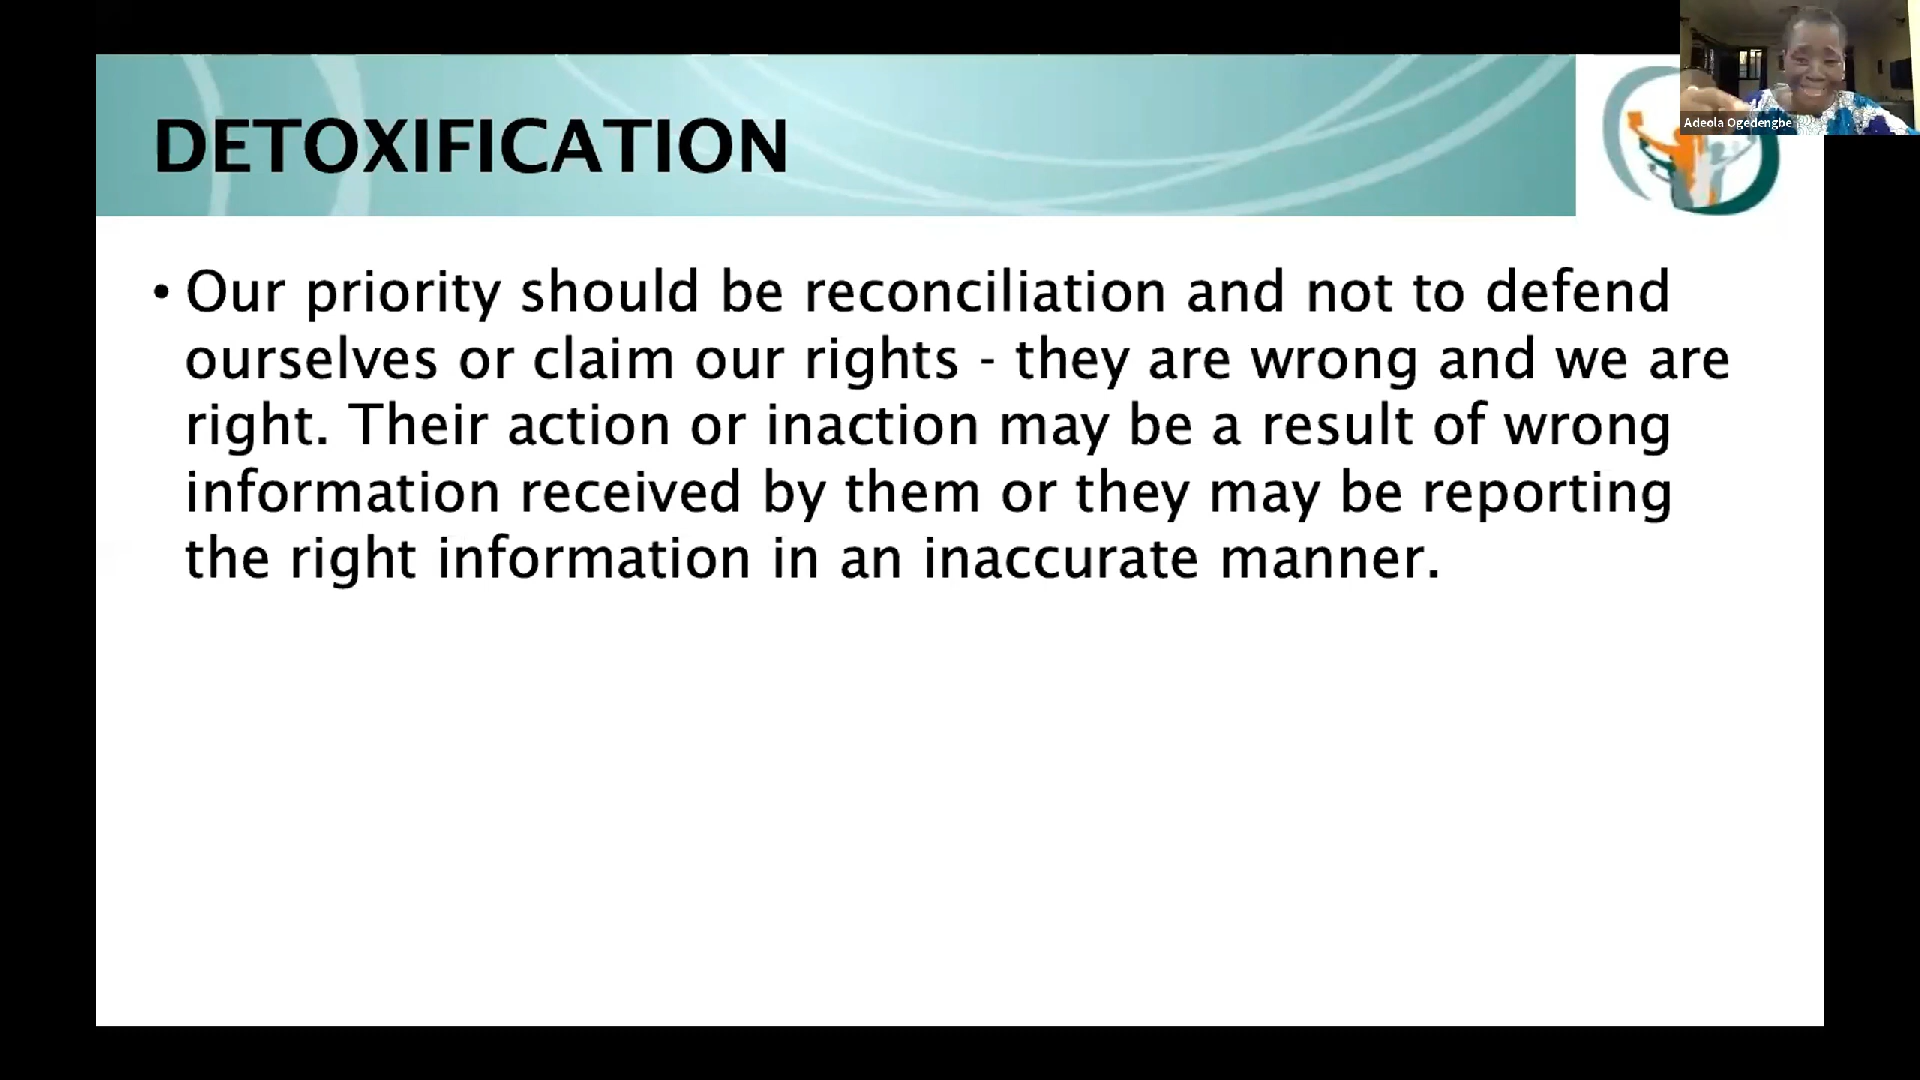 DETOXIFICATION
• Our priority should be reconciliation and not to defend
ourselves or claim our rights - they are wrong and we are
right. Their action or inaction may be a result of wrong
information received by them or they may be reporting
the right information in an inaccurate manner.
Adeola Ogedengbe